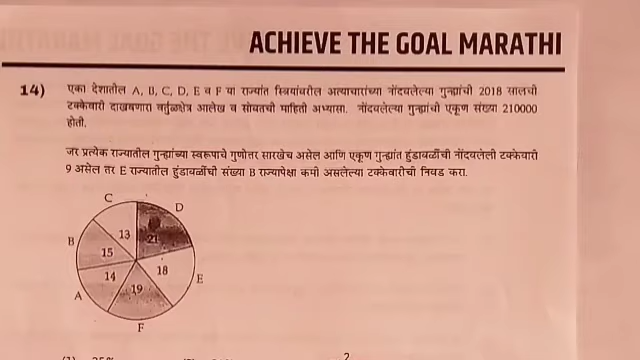 ACHIEVE THE GOAL MARATHI
14) एका देशातील A, B, C, D, E व F या राज्यांत स्त्रियांवरील अत्याचारांच्या नोंदवलेल्या गुन्ह्यांची 2018 सालची
टक्केवारी दाखवणारा वर्तुळक्षेत्र आलेख व सोबतची माहिती अभ्यासा. नोंदवलेल्या गुन्ह्यांची एकूण संख्या 210000
होती.
जर प्रत्येक राज्यातील गुन्ह्यांच्या स्वरूपाचे गुणोत्तर सारखेच असेल आणि एकूण गुन्ह्यांत हुंडाबळींची नोंदवलेली टक्केवारी
9 असेल तर E राज्यातील हुंडाबळींची संख्या B राज्यापेक्षा कमी असलेल्या टक्केवारीची निवड करा.
C
D
13
21
B
15
18
14
E
19
A
F
2